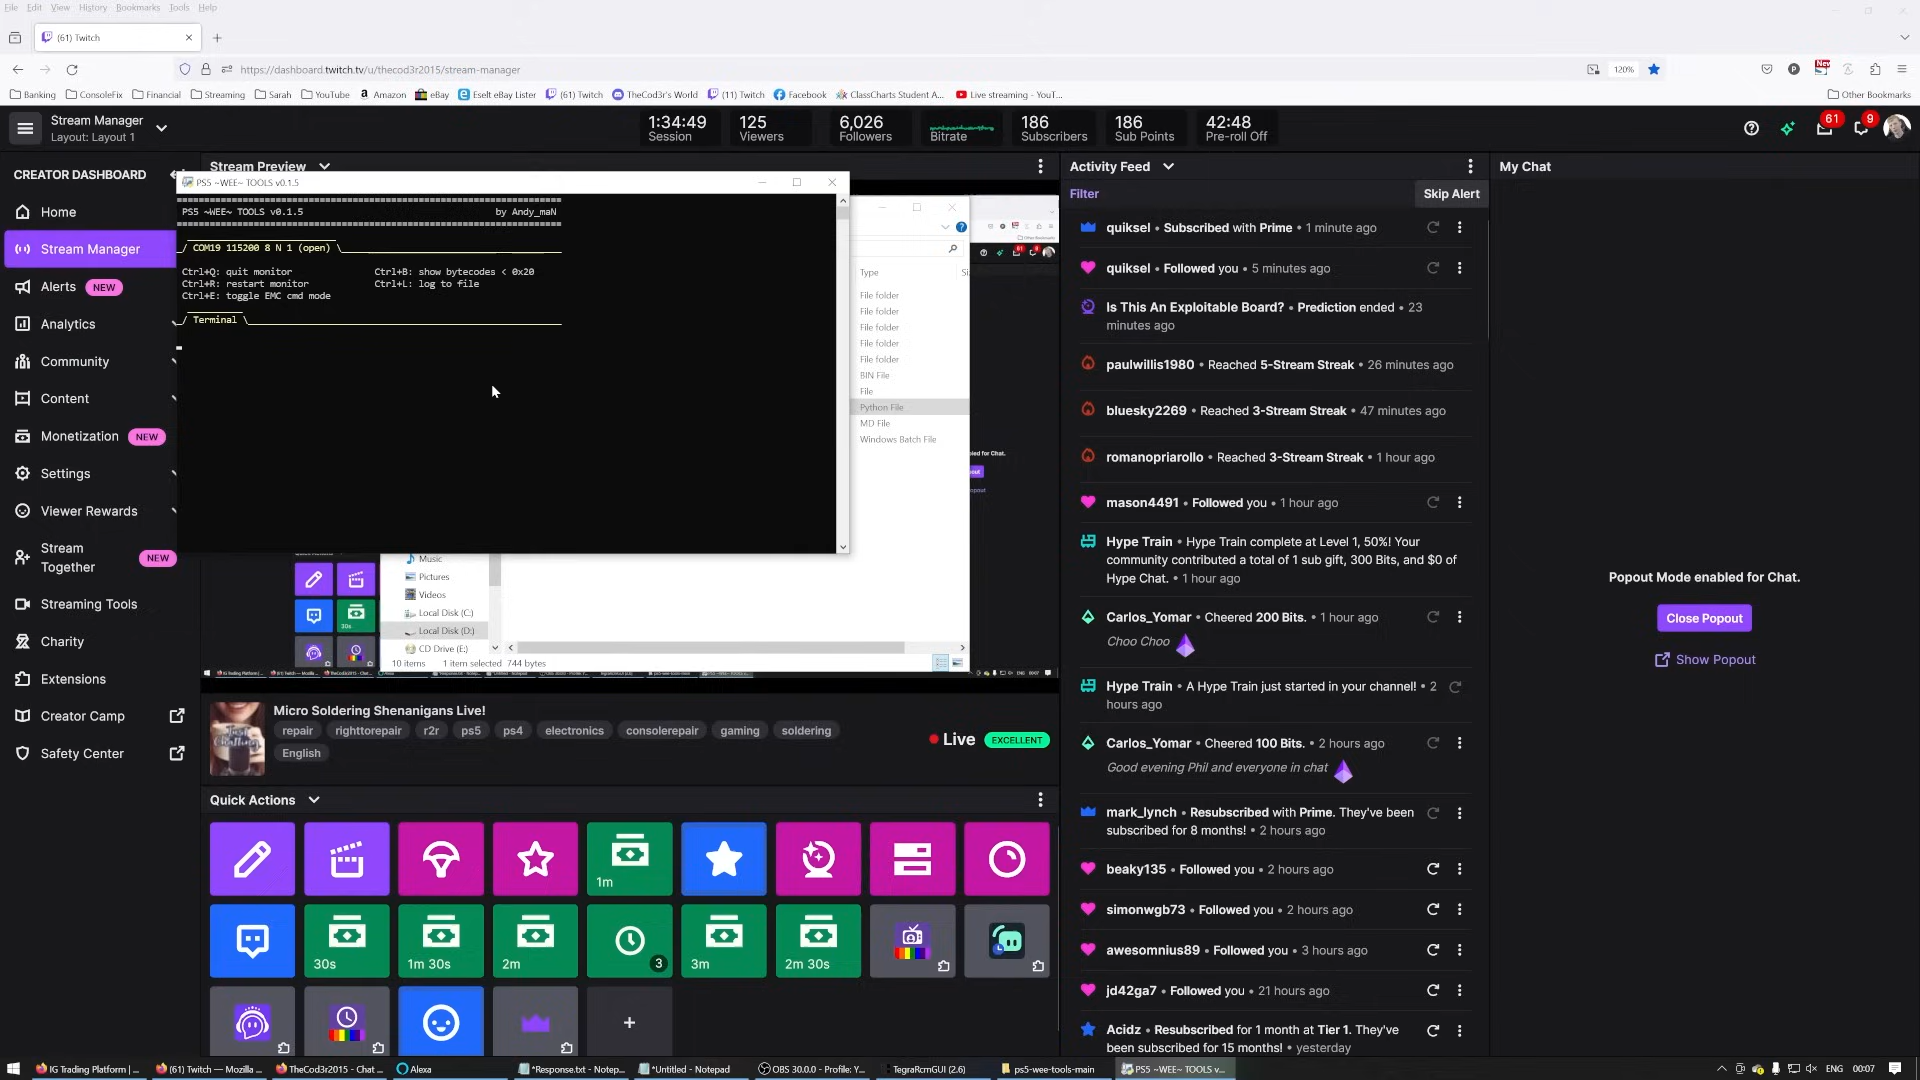 File Edit View History Bookmarks Tools Help
(61) Twitch
https://dashboard.twitch.tv/u/thecod3r2015/stream-manager
120%
New
Banking ConsoleFix Financial Streaming Sarah YouTube Amazon eBay Eselt eBay Lister (61) Twitch TheCod3r's World (11) Twitch Facebook ClassCharts Student A... Live streaming - YouT... Other Bookmarks
Stream Manager
Layout: Layout 1
1:34:49 Session
125 Viewers
6,026 Followers
Bitrate
186 Subscribers
186 Sub Points
42:48 Pre-roll Off
61
9
CREATOR DASHBOARD
Home
Stream Manager
Alerts NEW
Analytics
Community
Content
Monetization NEW
Settings
Viewer Rewards
Stream Together NEW
Streaming Tools
Charity
Extensions
Creator Camp
Safety Center
Stream Preview
PS5 ~WEE~ TOOLS v0.1.5
PS5 ~WEE~ TOOLS v0.1.5 by Andy_maN
COM19 115200 8 N 1 (open)
Ctrl+Q: quit monitor Ctrl+B: show bytecodes < 0x20
Ctrl+R: restart monitor Ctrl+L: log to file
Ctrl+E: toggle EMC cmd mode
Terminal
Type
File folder
File folder
File folder
File folder
File folder
BIN File
File
Python File
MD File
Windows Batch File
Music
Pictures
Videos
Local Disk (C:)
Local Disk (D:)
CD Drive (E:)
10 items 1 item selected 744 bytes
30s
Micro Soldering Shenanigans Live!
repair righttorepair r2r ps5 ps4 electronics consolerepair gaming soldering
English
Live EXCELLENT
Quick Actions
1m
30s
1m 30s
2m
3
3m
2m 30s
Activity Feed
Filter
Skip Alert
quiksel • Subscribed with Prime • 1 minute ago
quiksel • Followed you • 5 minutes ago
Is This An Exploitable Board? • Prediction ended • 23
minutes ago
paulwillis1980 • Reached 5-Stream Streak • 26 minutes ago
bluesky2269 • Reached 3-Stream Streak • 47 minutes ago
romanopriarollo • Reached 3-Stream Streak • 1 hour ago
mason4491 • Followed you • 1 hour ago
Hype Train • Hype Train complete at Level 1, 50%! Your
community contributed a total of 1 sub gift, 300 Bits, and $0 of
Hype Chat. • 1 hour ago
Carlos_Yomar • Cheered 200 Bits. • 1 hour ago
Choo Choo
Hype Train • A Hype Train just started in your channel! • 2
hours ago
Carlos_Yomar • Cheered 100 Bits. • 2 hours ago
Good evening Phil and everyone in chat
mark_lynch • Resubscribed with Prime. They've been
subscribed for 8 months! • 2 hours ago
beaky135 • Followed you • 2 hours ago
simonwgb73 • Followed you • 2 hours ago
awesomnius89 • Followed you • 3 hours ago
jd42ga7 • Followed you • 21 hours ago
Acidz • Resubscribed for 1 month at Tier 1. They've
been subscribed for 15 months! • yesterday
My Chat
Popout Mode enabled for Chat.
Close Popout
Show Popout
IG Trading Platform | ... (61) Twitch — Mozilla ... TheCod3r2015 - Chat ... Alexa *Response.txt - Notep... *Untitled - Notepad OBS 30.0.0 - Profile: Y... TegraRcmGUI (2.6) ps5-wee-tools-main PS5 ~WEE~ TOOLS v... ENG 00:07